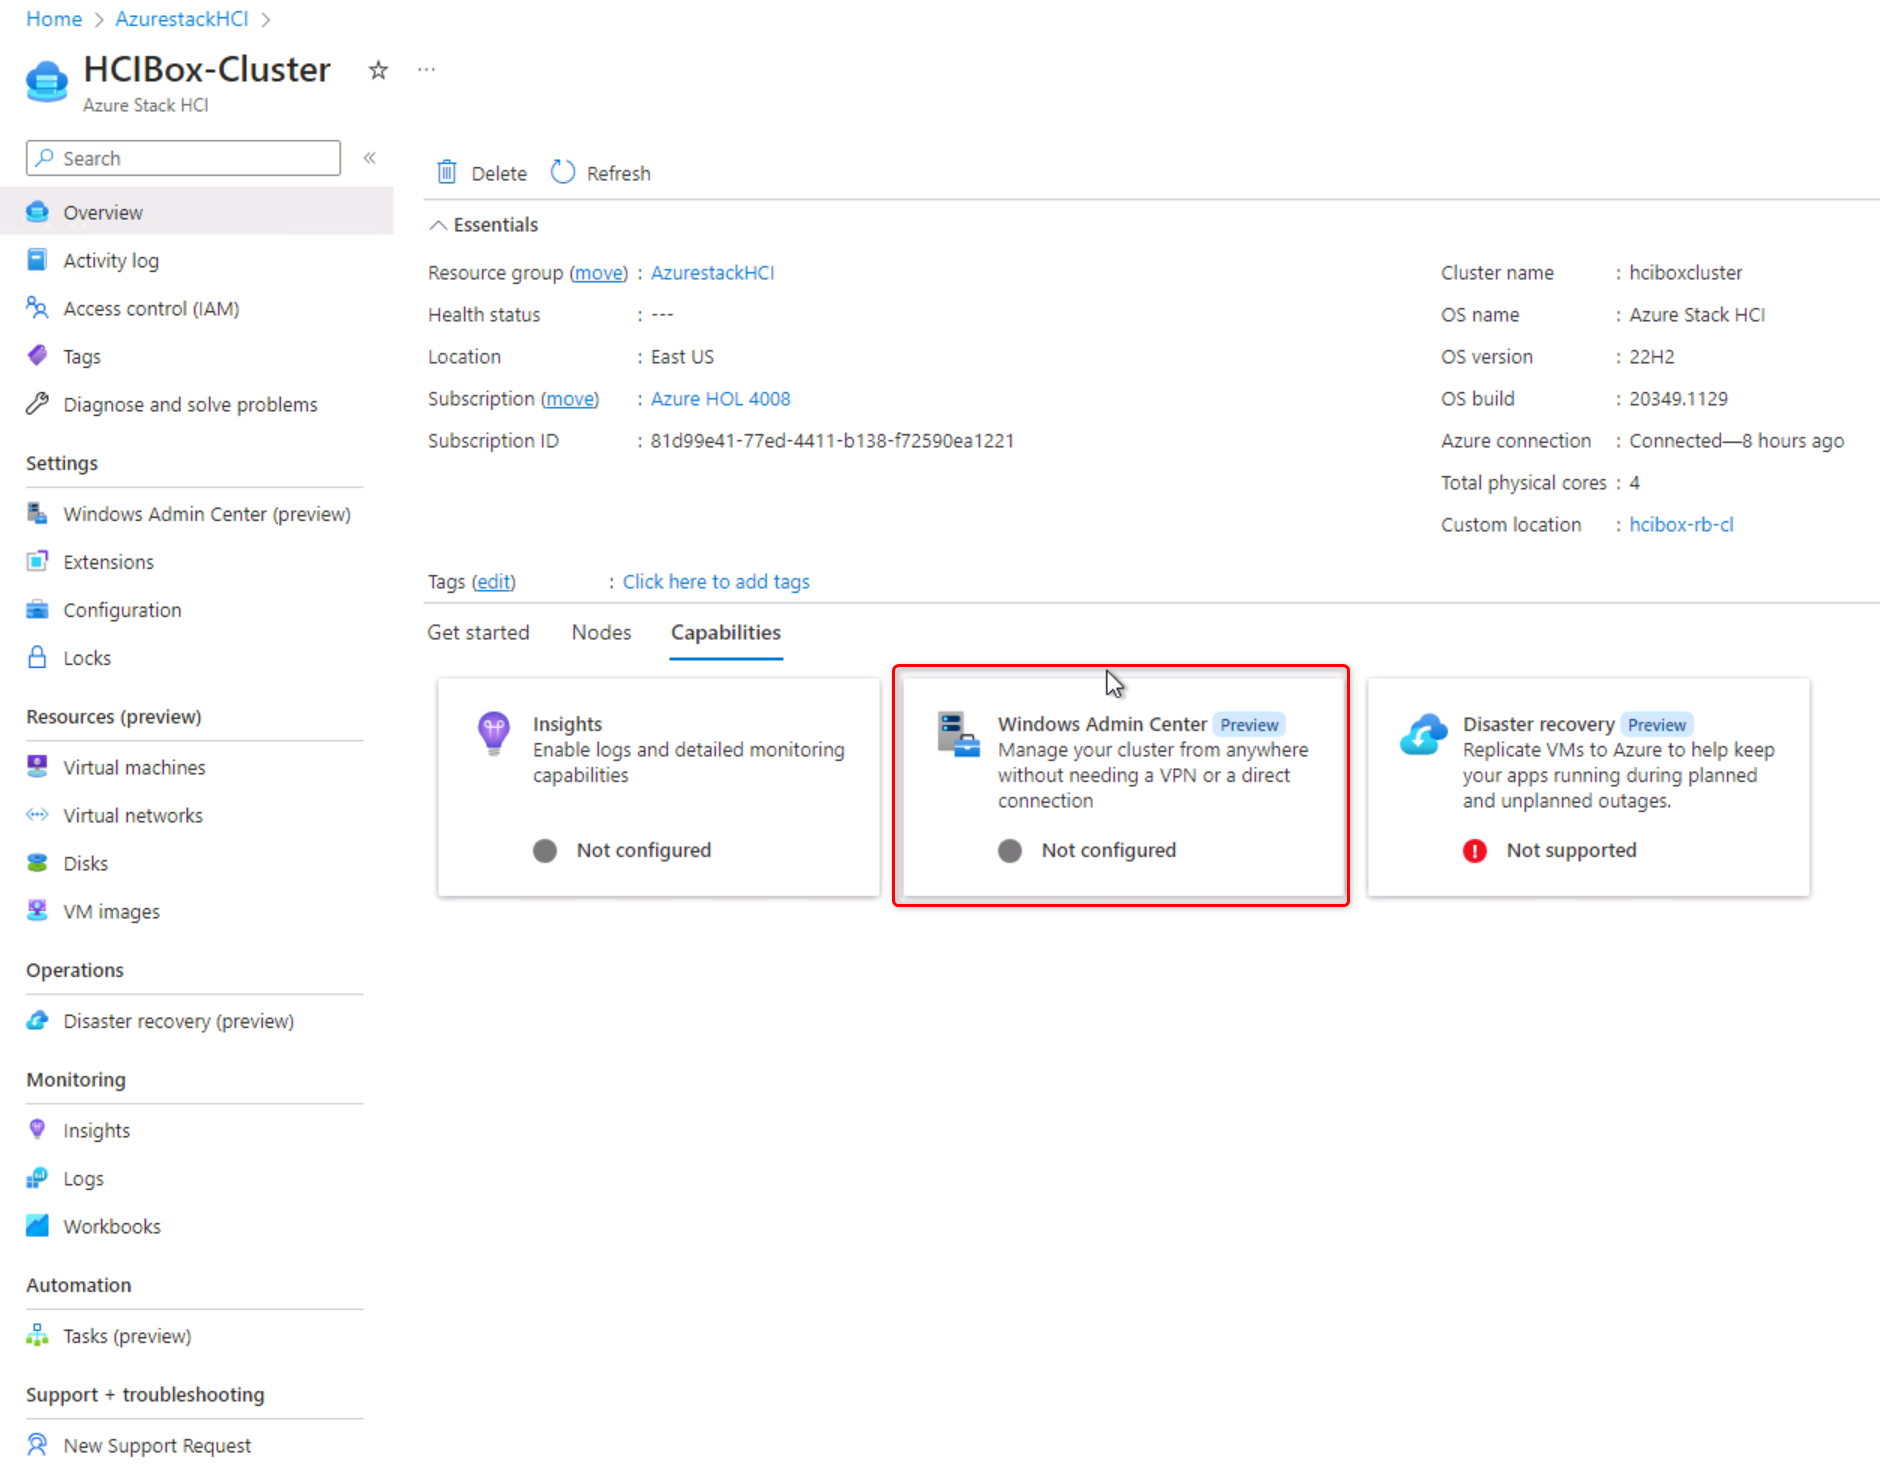 Home > AzurestackHCI >
HCIBox-Cluster
Azure Stack HCI
Search
«
Overview
Activity log
Access control (IAM)
Tags
Diagnose and solve problems
Settings
Windows Admin Center (preview)
Extensions
Configuration
Locks
Resources (preview)
Virtual machines
Virtual networks
Disks
VM images
Operations
Disaster recovery (preview)
Monitoring
Insights
Logs
Workbooks
Automation
Tasks (preview)
Support + troubleshooting
New Support Request
Delete Refresh
Essentials
Resource group (move) : AzurestackHCI
Health status : ---
Location : East US
Subscription (move) : Azure HOL 4008
Subscription ID : 81d99e41-77ed-4411-b138-f72590ea1221
Cluster name : hciboxcluster
OS name : Azure Stack HCI
OS version : 22H2
OS build : 20349.1129
Azure connection : Connected—8 hours ago
Total physical cores : 4
Custom location : hcibox-rb-cl
Tags (edit) : Click here to add tags
Get started Nodes Capabilities
Insights
Enable logs and detailed monitoring
capabilities
Not configured
Windows Admin Center Preview
Manage your cluster from anywhere
without needing a VPN or a direct
connection
Not configured
Disaster recovery Preview
Replicate VMs to Azure to help keep
your apps running during planned
and unplanned outages.
Not supported